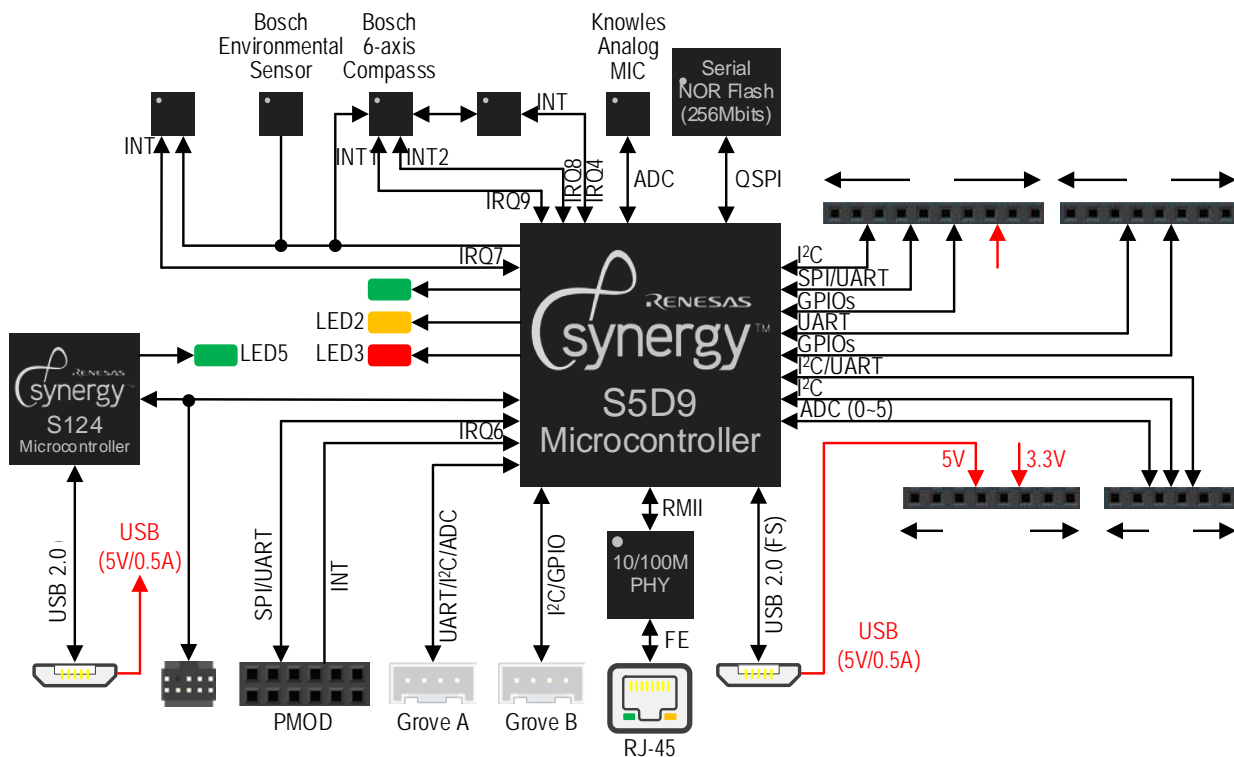 Bosch
Environmental
Sensor
Bosch
6-axis
Compasss
Knowles
Analog
MIC
Serial
NOR Flash
(256Mbits)
INT
INT
INT1
INT2
IRQ8
IRQ4
IRQ9
ADC
QSPI
IRQ7
I²C
SPI/UART
GPIOs
UART
GPIOs
I²C/UART
I²C
ADC (0~5)
LED2
LED3
LED5
RENESAS
synergy™
S5D9
Microcontroller
RENESAS
synergy™
S124
Microcontroller
IRQ6
5V
3.3V
USB
(5V/0.5A)
USB 2.0
SPI/UART
INT
UART/I²C/ADC
I²C/GPIO
RMII
10/100M
PHY
FE
USB 2.0 (FS)
USB
(5V/0.5A)
PMOD
Grove A
Grove B
RJ-45